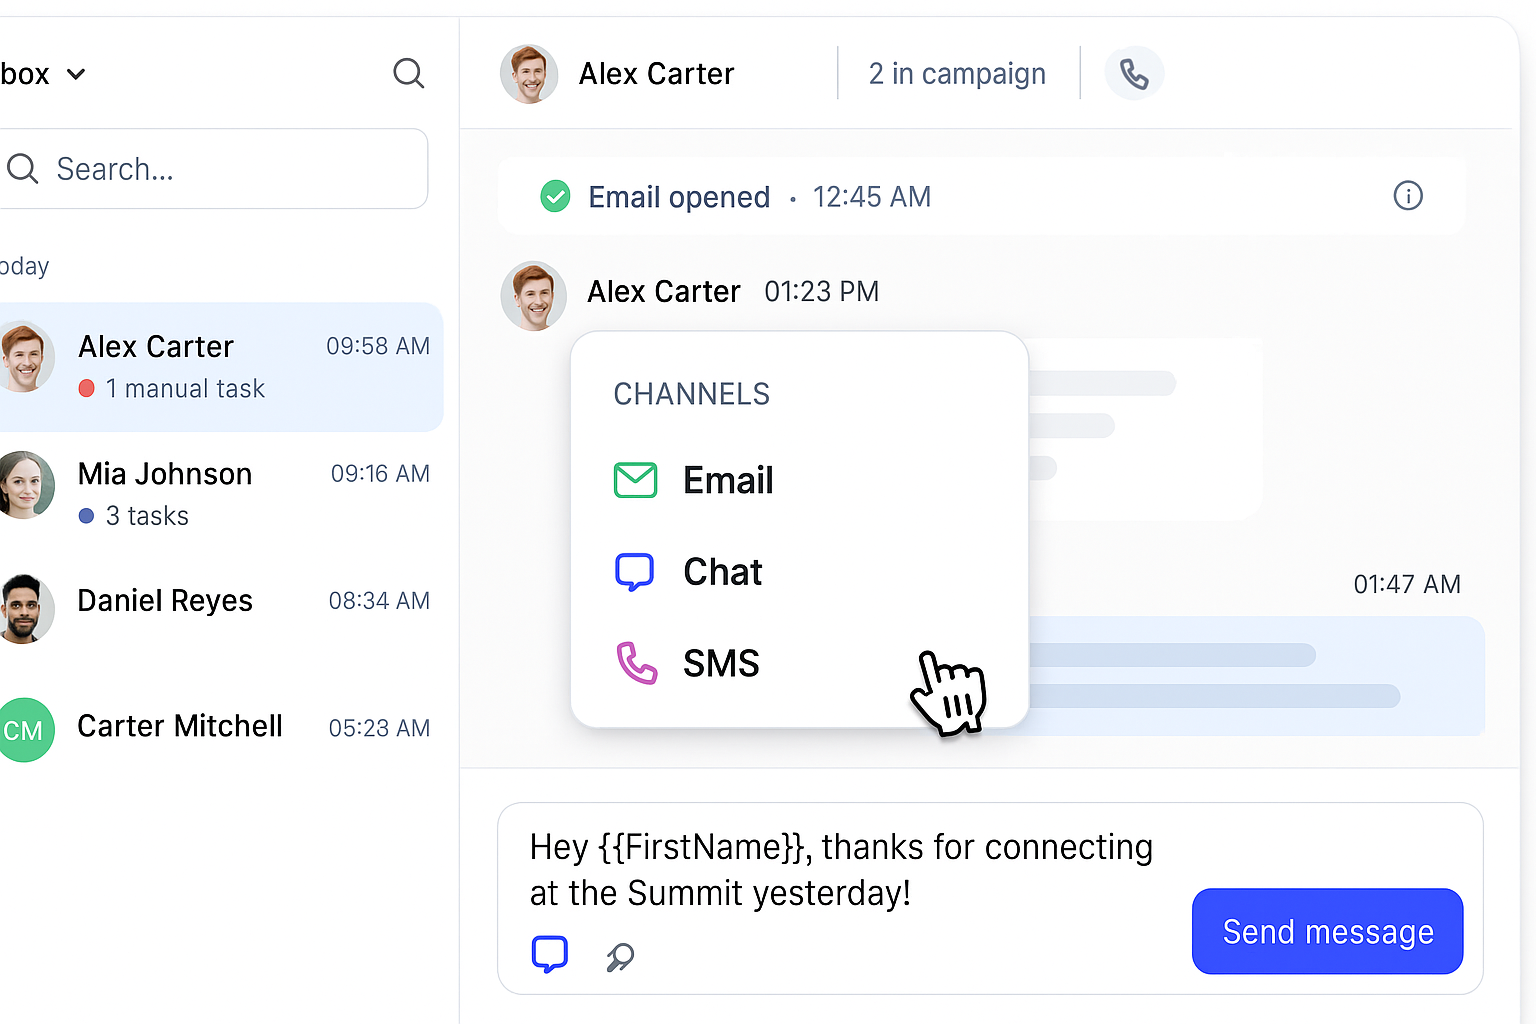 box
Search...
oday
Alex Carter 09:58 AM
1 manual task
Mia Johnson 09:16 AM
3 tasks
Daniel Reyes 08:34 AM
CM
Carter Mitchell 05:23 AM
Alex Carter
2 in campaign
Email opened · 12:45 AM
Alex Carter 01:23 PM
CHANNELS
Email
Chat
SMS
01:47 AM
Hey {{FirstName}}, thanks for connecting
at the Summit yesterday!
Send message